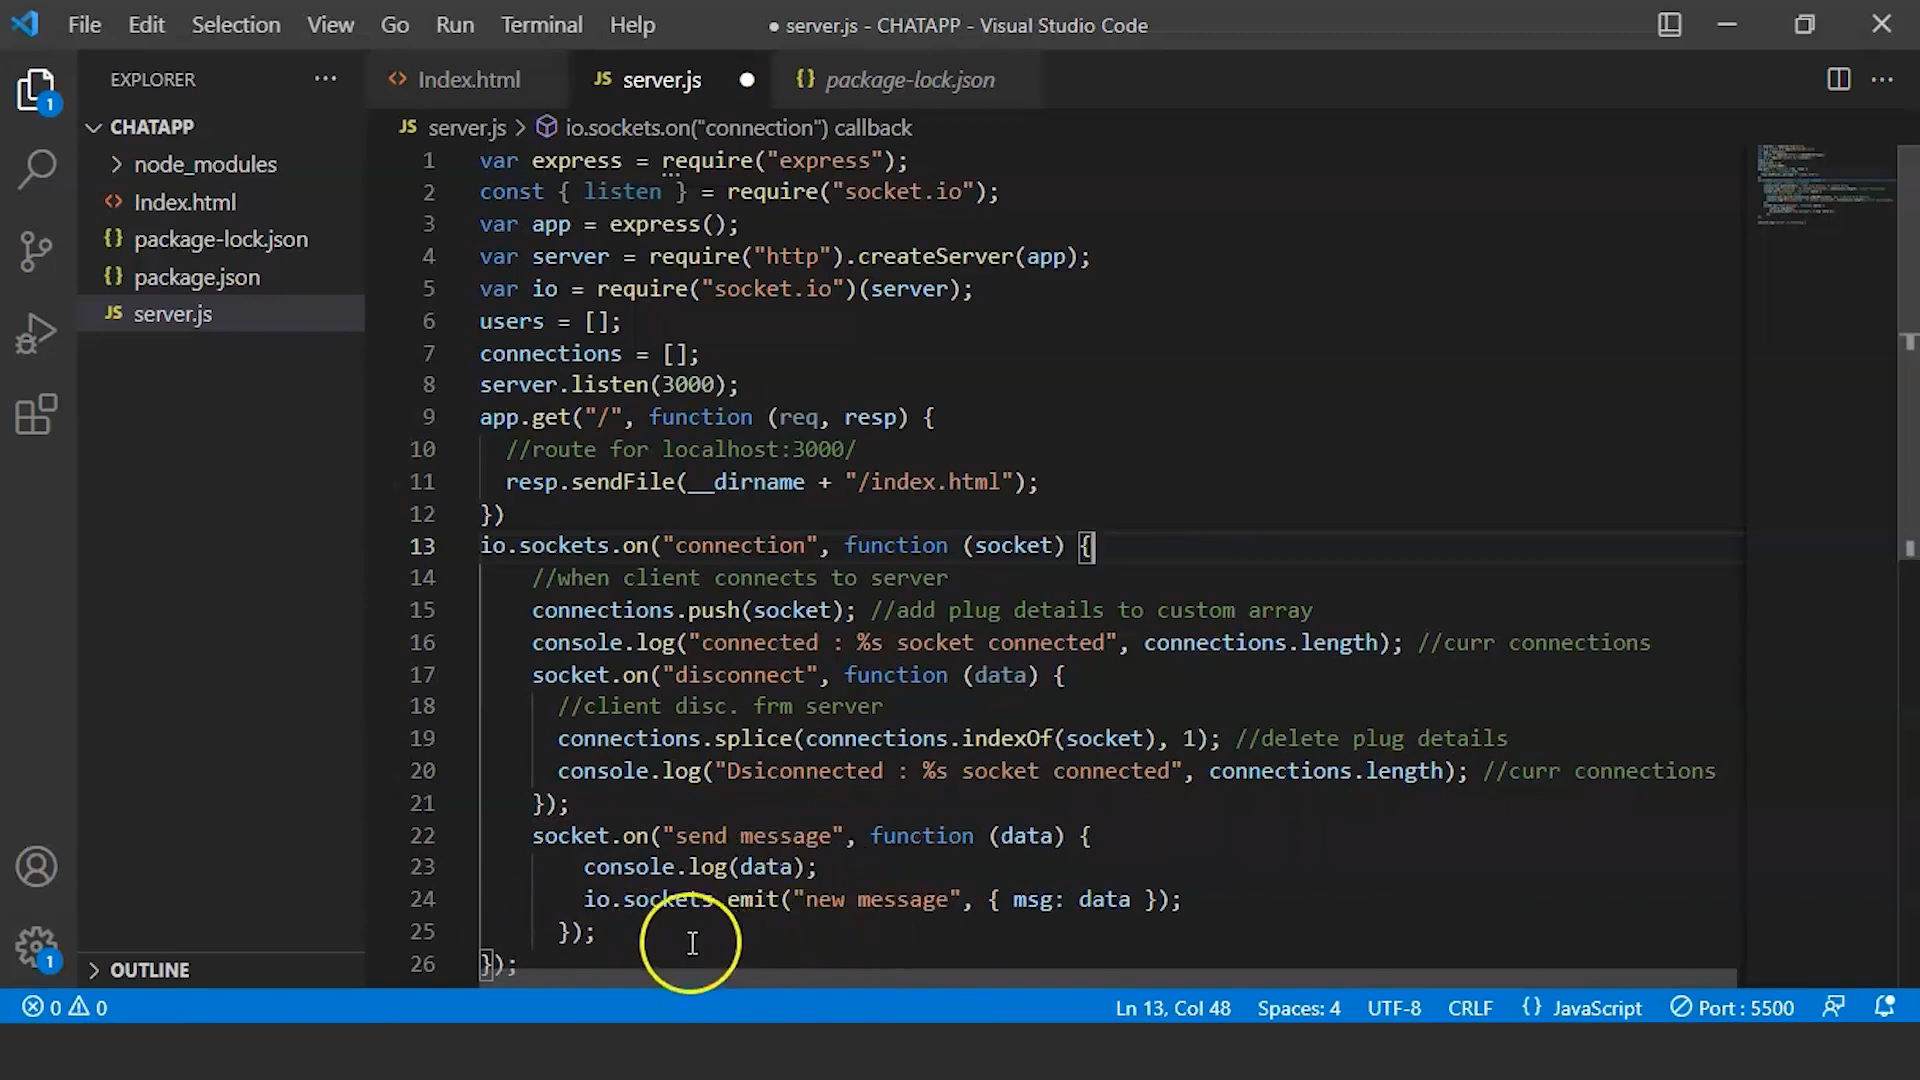 File Edit Selection View Go Run Terminal Help
● server.js - CHATAPP - Visual Studio Code
EXPLORER
Index.html
JS server.js
{} package-lock.json
1
CHATAPP
node_modules
Index.html
{} package-lock.json
{} package.json
JS server.js
JS server.js > io.sockets.on("connection") callback
1 var express = require("express");
2 const { listen } = require("socket.io");
3 var app = express();
4 var server = require("http").createServer(app);
5 var io = require("socket.io")(server);
6 users = [];
7 connections = [];
8 server.listen(3000);
9 app.get("/", function (req, resp) {
10 //route for localhost:3000/
11 resp.sendFile(__dirname + "/index.html");
12 })
13 io.sockets.on("connection", function (socket) {
14 //when client connects to server
15 connections.push(socket); //add plug details to custom array
16 console.log("connected : %s socket connected", connections.length); //curr connections
17 socket.on("disconnect", function (data) {
18 //client disc. frm server
19 connections.splice(connections.indexOf(socket), 1); //delete plug details
20 console.log("Dsiconnected : %s socket connected", connections.length); //curr connections
21 });
22 socket.on("send message", function (data) {
23 console.log(data);
24 io.sockets.emit("new message", { msg: data });
25 });
26 });
1
OUTLINE
0 0
Ln 13, Col 48
Spaces: 4
UTF-8
CRLF
{} JavaScript
Port : 5500